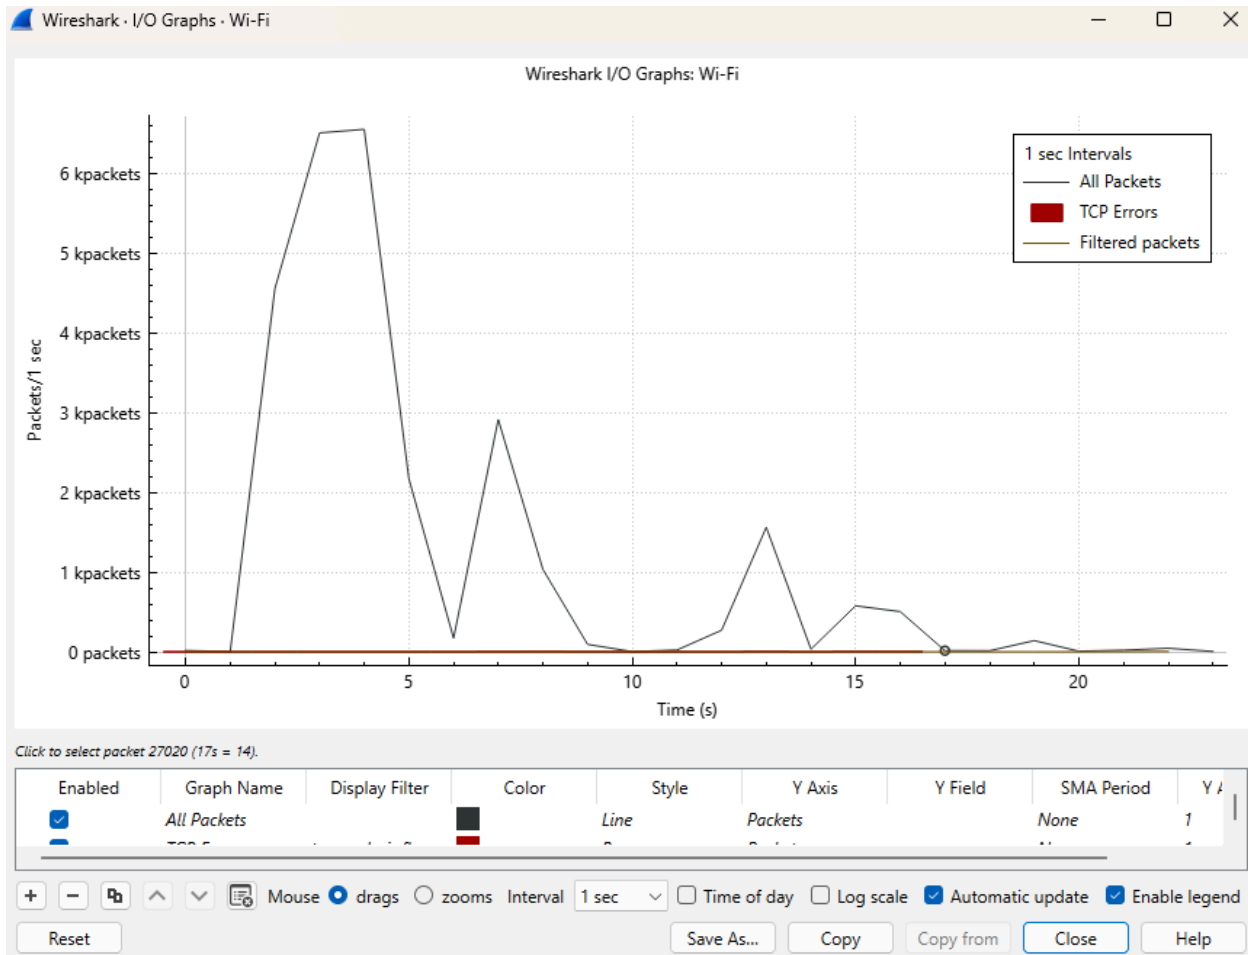 Wireshark · I/O Graphs · Wi-Fi
Wireshark I/O Graphs: Wi-Fi
1 sec Intervals
All Packets
TCP Errors
Filtered packets
6 kpackets
5 kpackets
4 kpackets
3 kpackets
2 kpackets
1 kpackets
0 packets
Packets/1 sec
0 5 10 15 20
Time (s)
Click to select packet 27020 (17s = 14).
Enabled Graph Name Display Filter Color Style Y Axis Y Field SMA Period Y
All Packets Line Packets None 1
Mouse drags zooms Interval 1 sec Time of day Log scale Automatic update Enable legend
Reset Save As... Copy Copy from Close Help